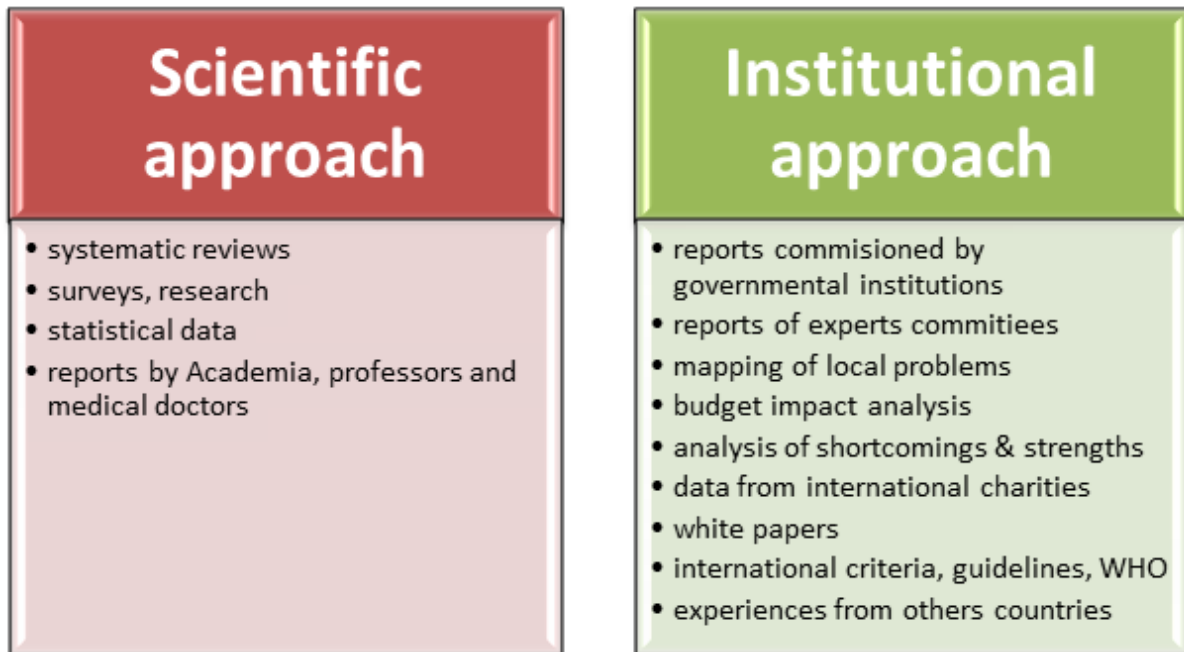 Scientific
approach
• systematic reviews
• surveys, research
• statistical data
• reports by Academia, professors and
medical doctors
Institutional
approach
• reports commisioned by
governmental institutions
• reports of experts commitiees
• mapping of local problems
• budget impact analysis
• analysis of shortcomings & strengths
• data from international charities
• white papers
• international criteria, guidelines, WHO
• experiences from others countries